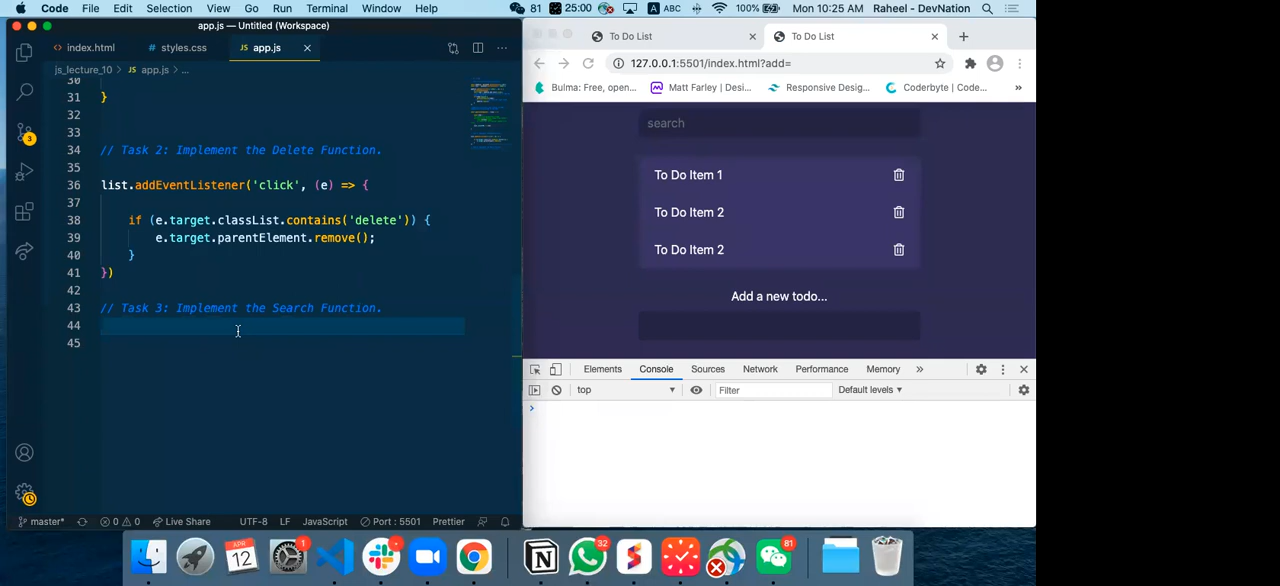 Code File Edit Selection View Go Run Terminal Window Help 81 25:00 A ABC 100% Mon 10:25 AM Raheel - DevNation
app.js — Untitled (Workspace)
index.html
styles.css
JS app.js
js_lecture_10 > JS app.js > ...
30
31 }
32
33
34 // Task 2: Implement the Delete Function.
35
36 list.addEventListener('click', (e) => {
37
38 if (e.target.classList.contains('delete')) {
39 e.target.parentElement.remove();
40 }
41 })
42
43 // Task 3: Implement the Search Function.
44
45
3
master* 0 0 Live Share UTF-8 LF JavaScript Port : 5501 Prettier
To Do List
To Do List
127.0.0.1:5501/index.html?add=
Bulma: Free, open... Matt Farley | Desi... Responsive Desig... Coderbyte | Code... »
search
To Do Item 1
To Do Item 2
To Do Item 2
Add a new todo...
Elements Console Sources Network Performance Memory »
top Filter Default levels
APR
12
1
32
81